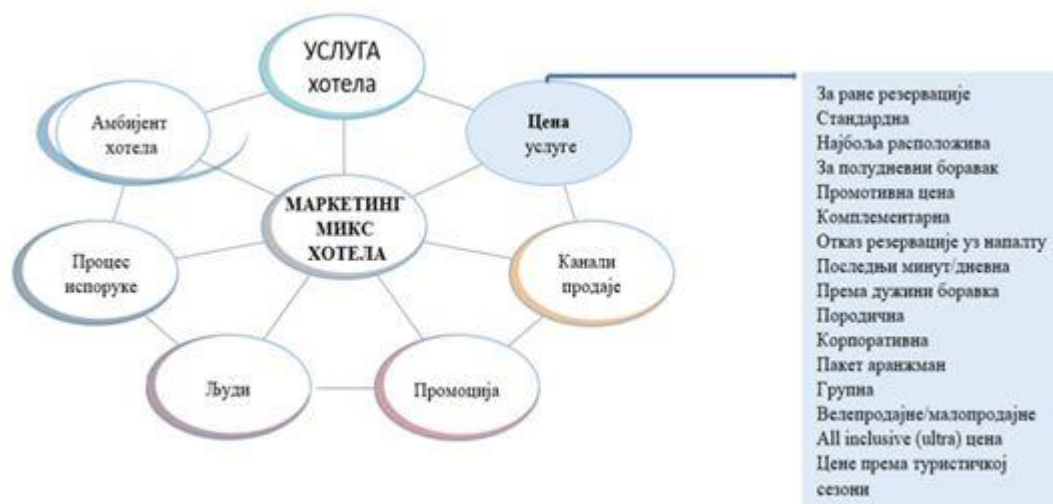 УСЛУГА
хотела
Цена
услуге
Амбијент
хотела
МАРКЕТИНГ
МИКС
ХОТЕЛА
Процес
испоруке
Канали
продаје
Људи
Промоција
За ране резервације
Стандардна
Најбоља расположива
За полудневни боравак
Промотивна цена
Комплементарна
Отказ резервације уз напалту
Последњи минут/дневна
Према дужини боравка
Породична
Корпоративна
Пакет аранжман
Групна
Велепродајне/малопродајне
All inclusive (ultra) цена
Цене према туристичкој
сезони